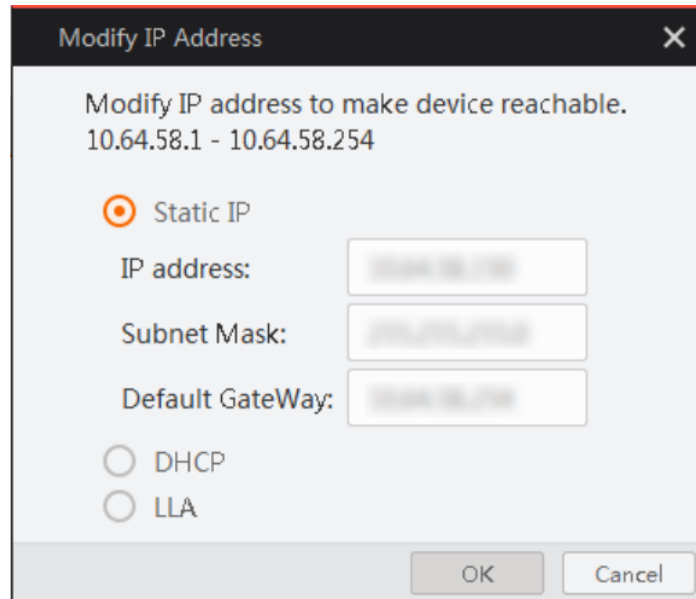 Modify IP Address
Modify IP address to make device reachable.
10.64.58.1 - 10.64.58.254
Static IP
IP address:
Subnet Mask:
Default GateWay:
DHCP
LLA
OK
Cancel